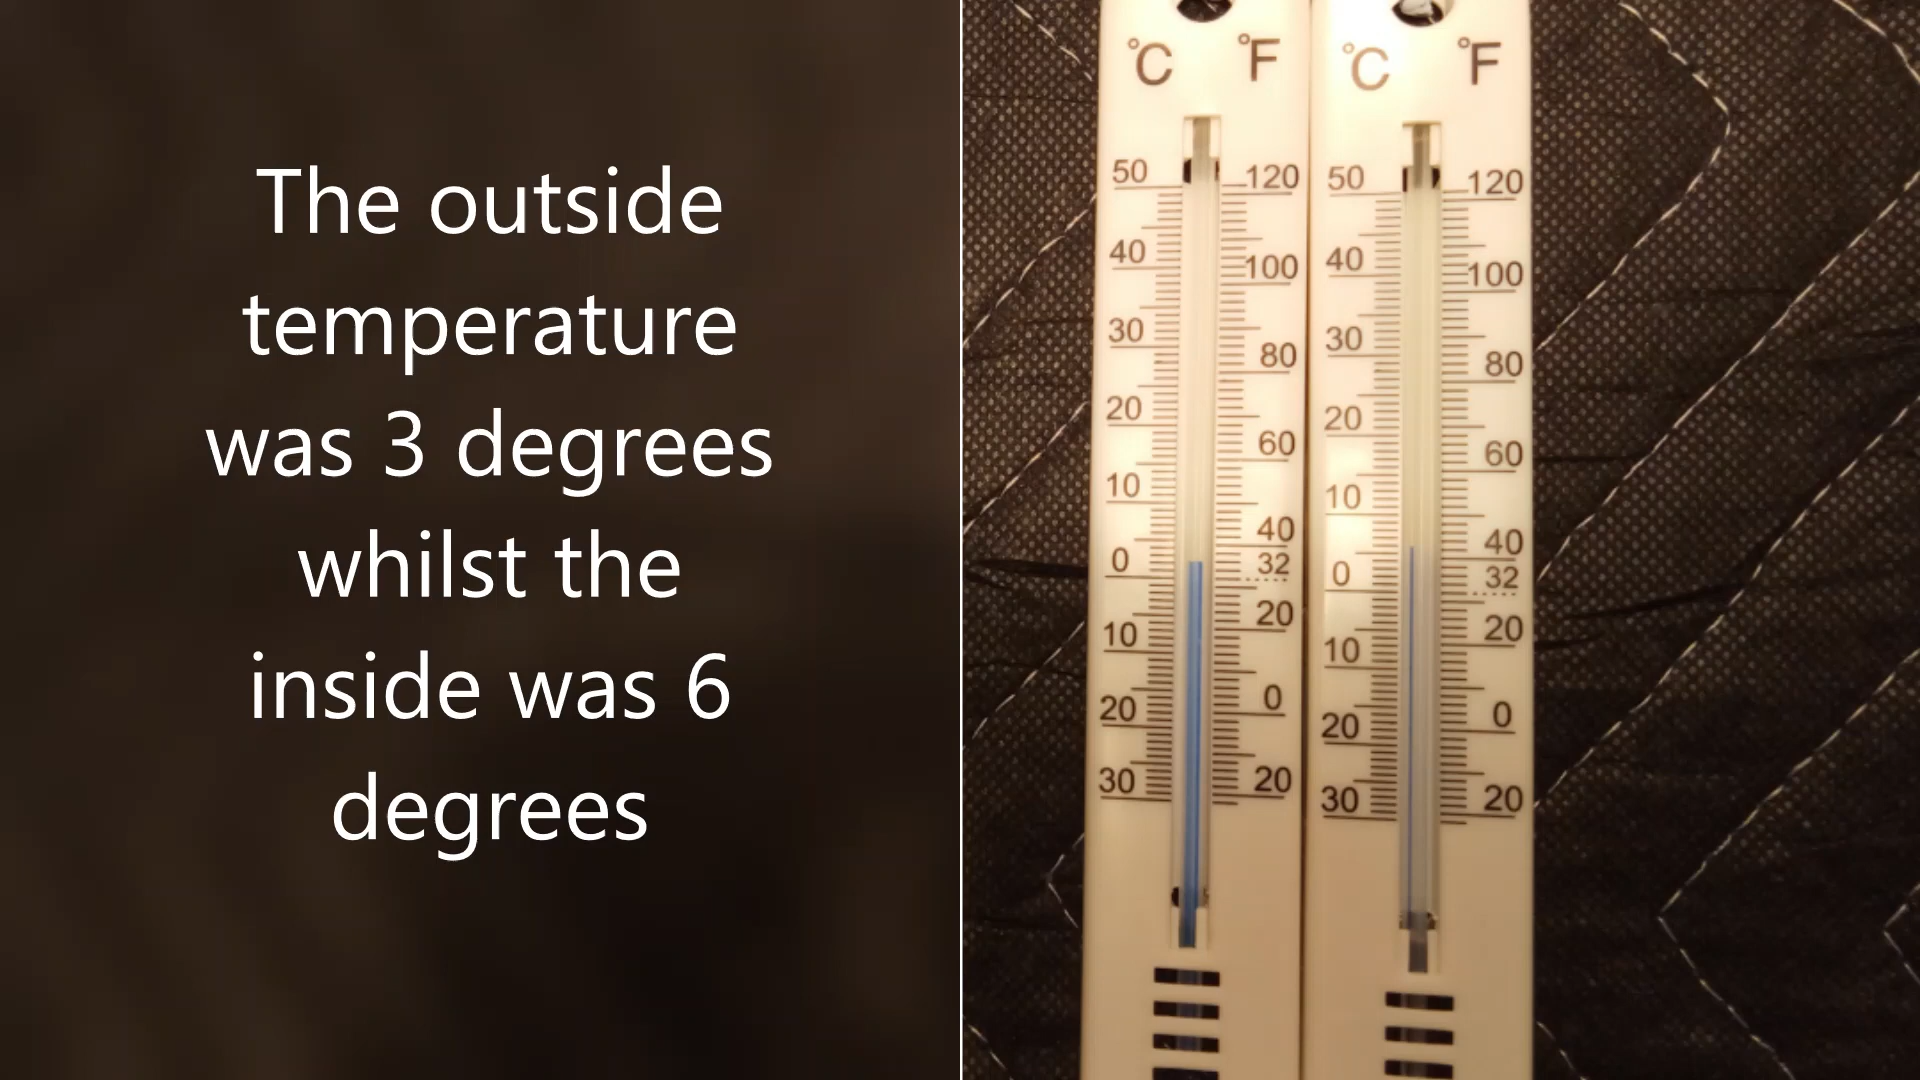 The outside
temperature
was 3 degrees
whilst the
inside was 6
degrees
°C °F
50 120
40 100
30 80
20 60
10 40
0 32
10 20
20 0
30 20
°C °F
50 120
40 100
30 80
20 60
10 40
0 32
10 20
20 0
30 20